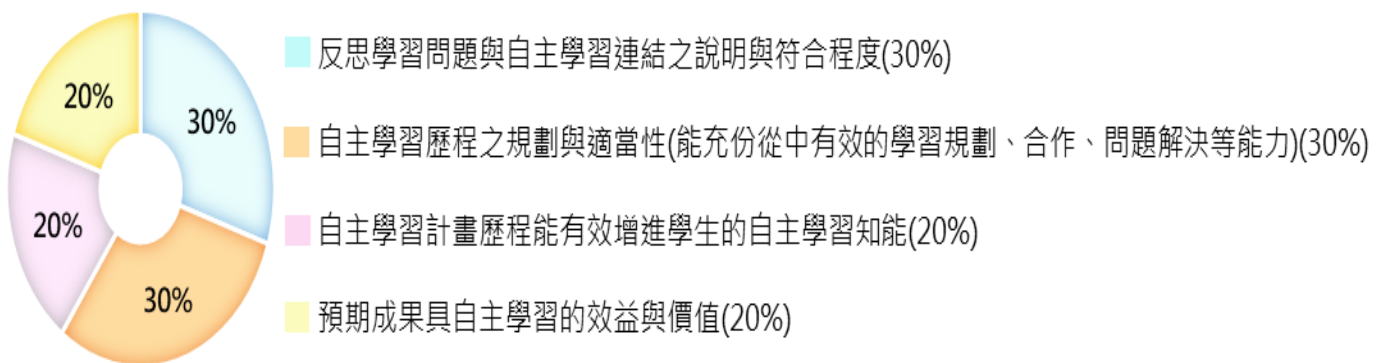 20%
30%
20%
30%
反思學習問題與自主學習連結之說明與符合程度(30%)
自主學習歷程之規劃與適當性(能充份從中有效的學習規劃、合作、問題解決等能力)(30%)
自主學習計畫歷程能有效增進學生的自主學習知能(20%)
預期成果具自主學習的效益與價值(20%)